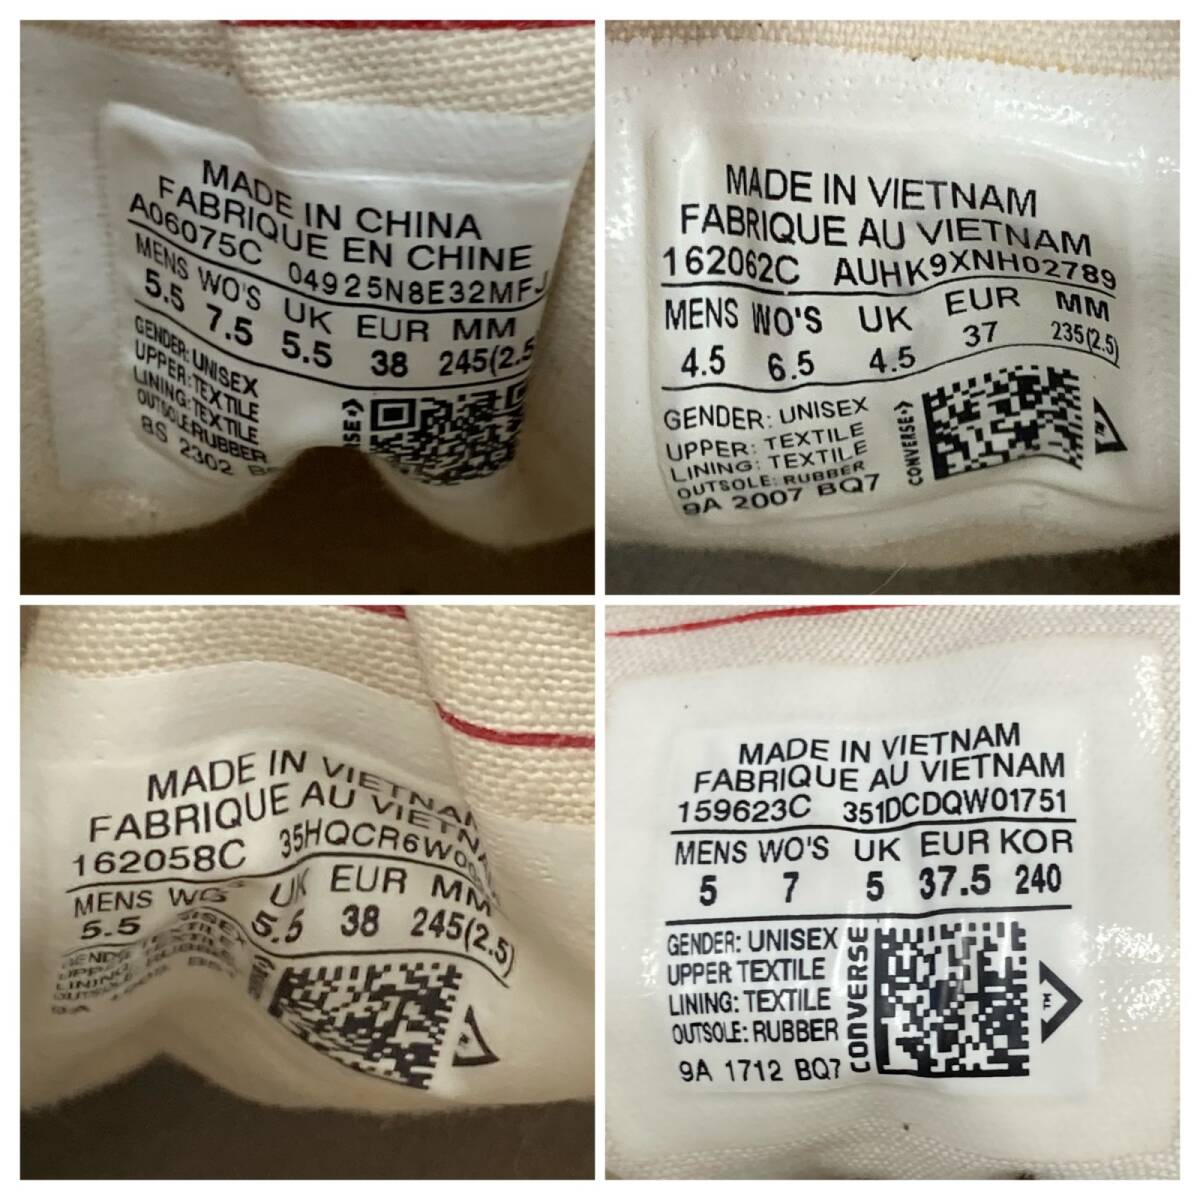 MADE IN CHINA
FABRIQUE EN CHINE
A06075C 04925N8E32MFJ
MENS WO'S UK EUR MM
5.5 7.5 5.5 38 245(2.5
GENDER: UNISEX
UPPER: TEXTILE
LINING: TEXTILE
OUTSOLE: RUBBER
8S 2302
MADE IN VIETNAM
FABRIQUE AU VIETNAM
162062C AUHK9XNH02789
MENS WO'S UK EUR MM
4.5 6.5 4.5 37 235(2.5)
GENDER: UNISEX
UPPER: TEXTILE
LINING: TEXTILE
OUTSOLE: RUBBER
9A 2007 BQ7
CONVERSE
MADE IN VIETNAM
FABRIQUE AU VIETNAM
162058C
MENS UK EUR MM
5.5 5.5 38 245(2.5)
MADE IN VIETNAM
FABRIQUE AU VIETNAM
159623C 351DCDQW01751
MENS WO'S UK EUR KOR
5 7 5 37.5 240
GENDER: UNISEX
UPPER TEXTILE
LINING: TEXTILE
OUTSOLE: RUBBER
9A 1712 BQ7
CONVERSE
TM